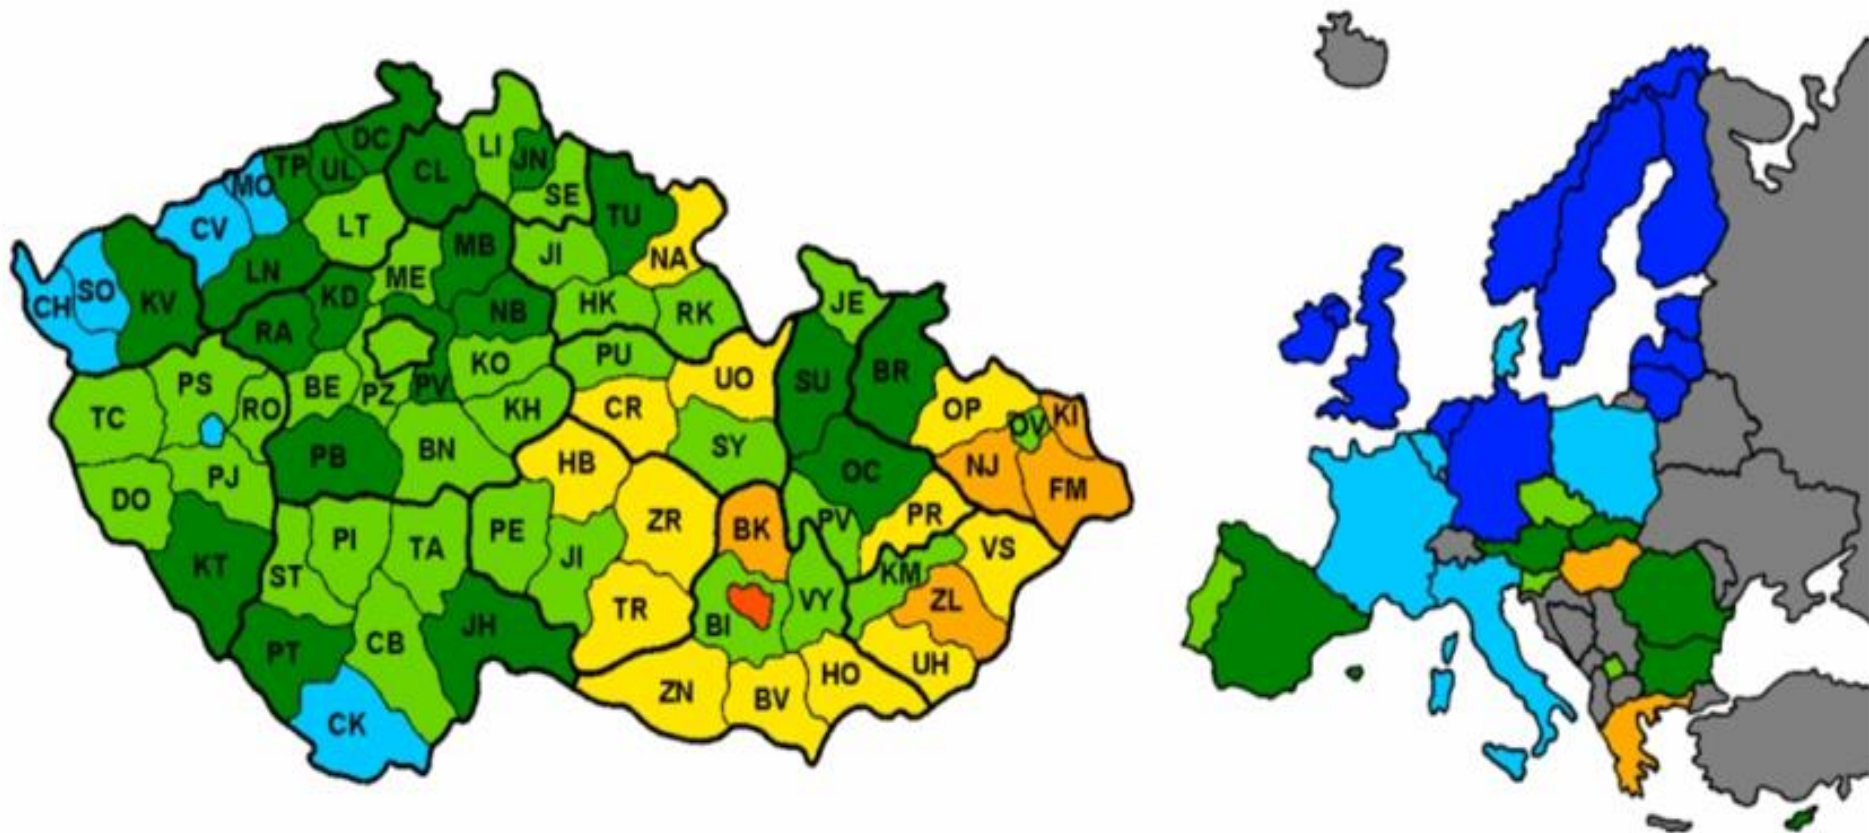 DC
LI
JN
TP
UL
CL
MO
SE
LT
TU
CV
MB
JI
NA
LN
ME
CH
SO
KV
KD
NB
HK
RK
JE
RA
PU
KO
PS
BE
PZ
PV
UO
SU
BR
TC
RO
KH
CR
OP
OV
KI
PB
BN
SY
HB
OC
NJ
FM
DO
PJ
PE
ZR
BK
PV
PR
VS
KT
ST
PI
TA
JI
KM
TR
BI
VY
ZL
PT
CB
JH
UH
CK
ZN
BV
HO